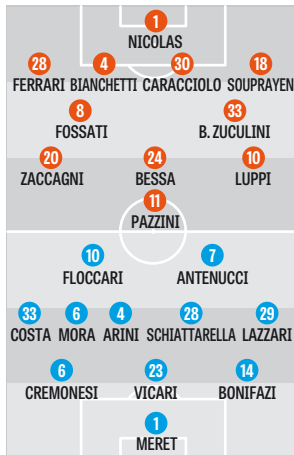 1
NICOLAS
28 4 30 18
FERRARI BIANCHETTI CARACCIOLO SOUPRAYEN
8 33
FOSSATI B. ZUCULINI
20 24 10
ZACCAGNI BESSA LUPPI
11
PAZZINI
10 7
FLOCCARI ANTENUCCI
33 6 4 28 29
COSTA MORA ARINI SCHIATTARELLA LAZZARI
6 23 14
CREMONESI VICARI BONIFAZI
1
MERET